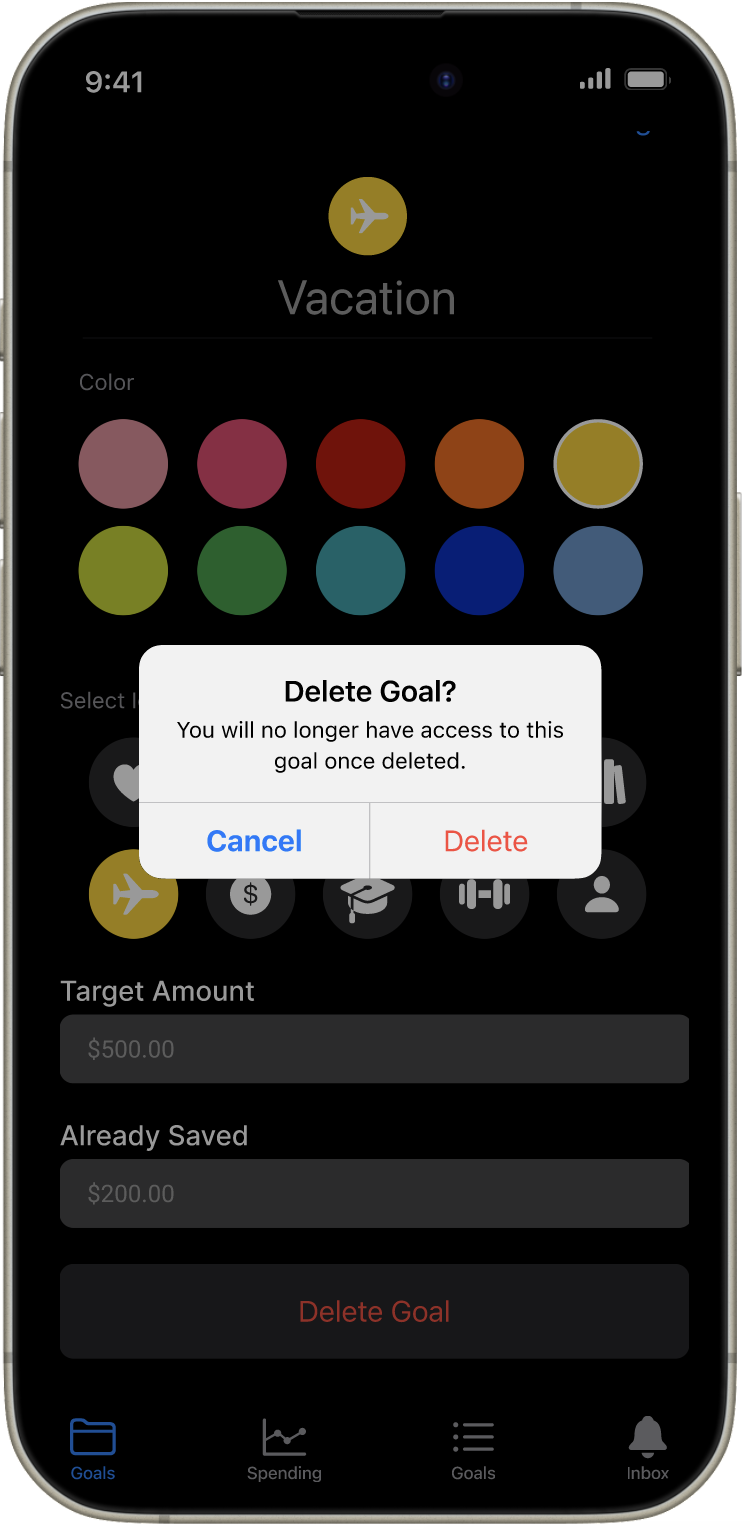 9:41
Vacation
Color
Delete Goal?
Select
You will no longer have access to this
goal once deleted.
Cancel
Delete
$
Target Amount
$500.00
Already Saved
$200.00
Delete Goal
Goals
Spending
Goals
Inbox